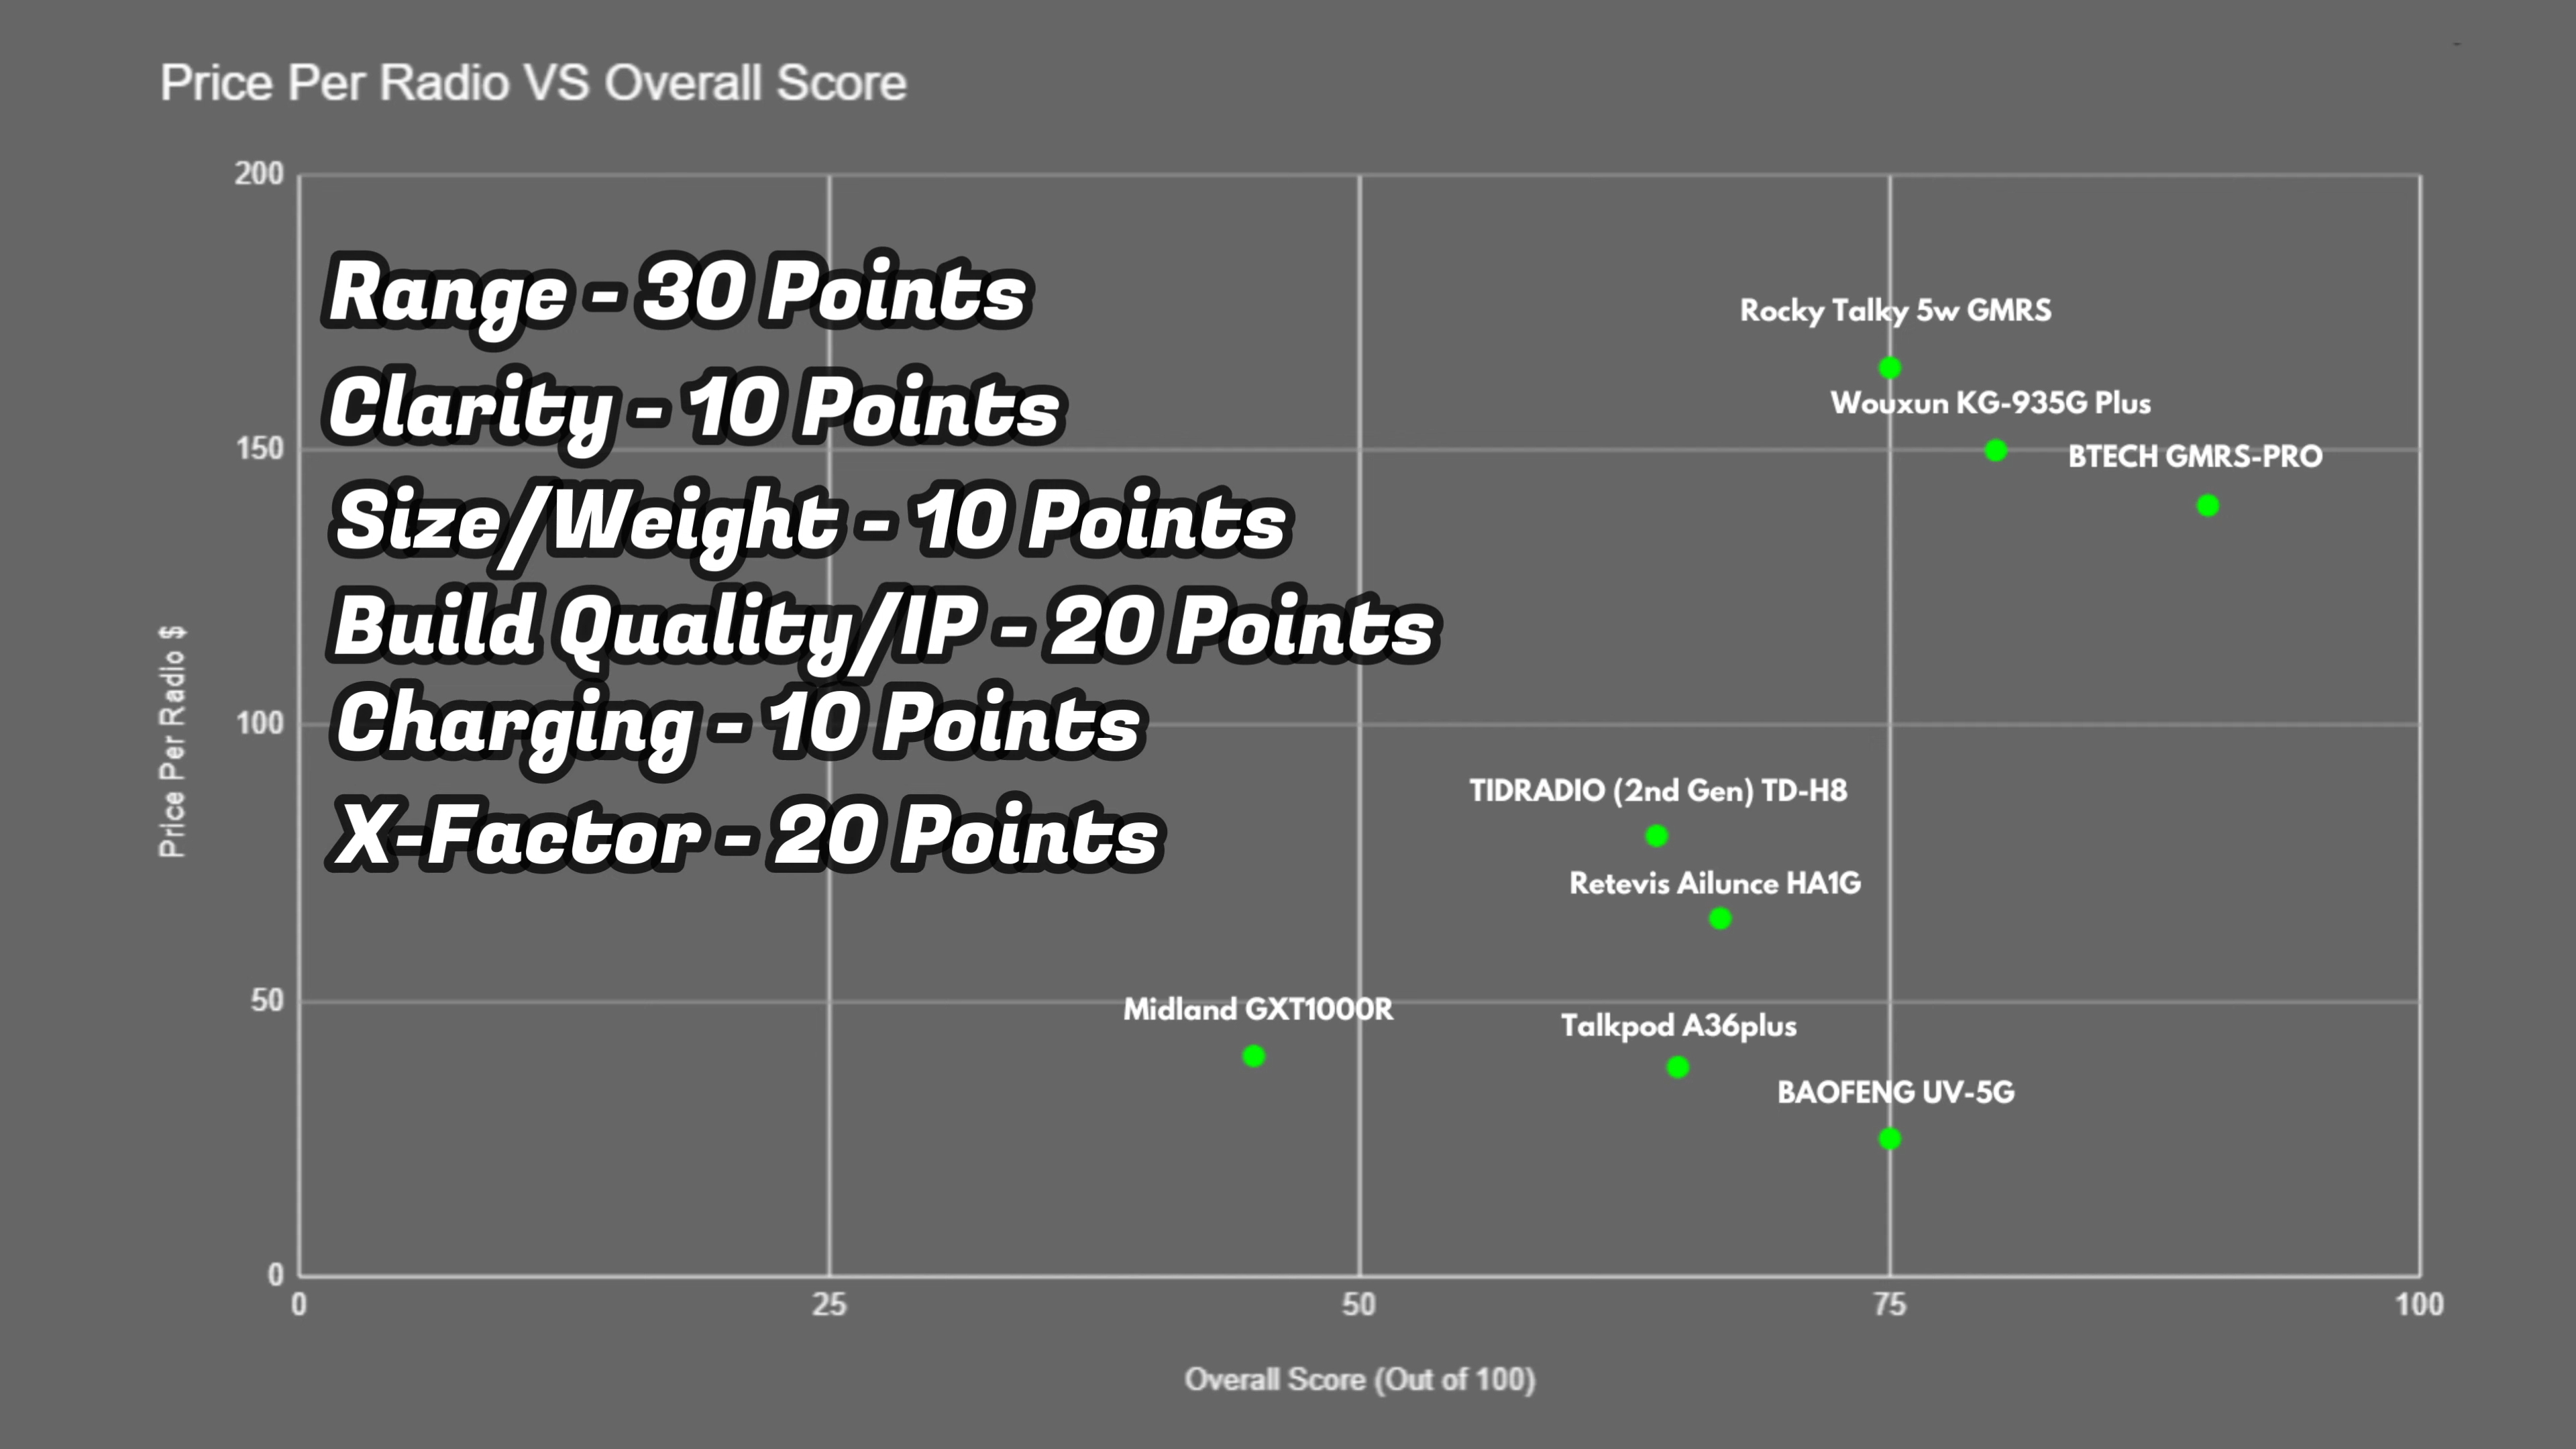 Price Per Radio VS Overall Score
200
Range - 30 Points
Rocky Talky 5w GMRS
Clarity - 10 Points
Wouxun KG-935G Plus
150
BTECH GMRS-PRO
Size/Weight - 10 Points
Build Quality/IP - 20 Points
Price Per Radio $
100
Charging - 10 Points
TIDRADIO (2nd Gen) TD-H8
X-Factor - 20 Points
Retevis Ailunce HA1G
50
Midland GXT1000R
Talkpod A36plus
BAOFENG UV-5G
0
0 25 50 75 100
Overall Score (Out of 100)